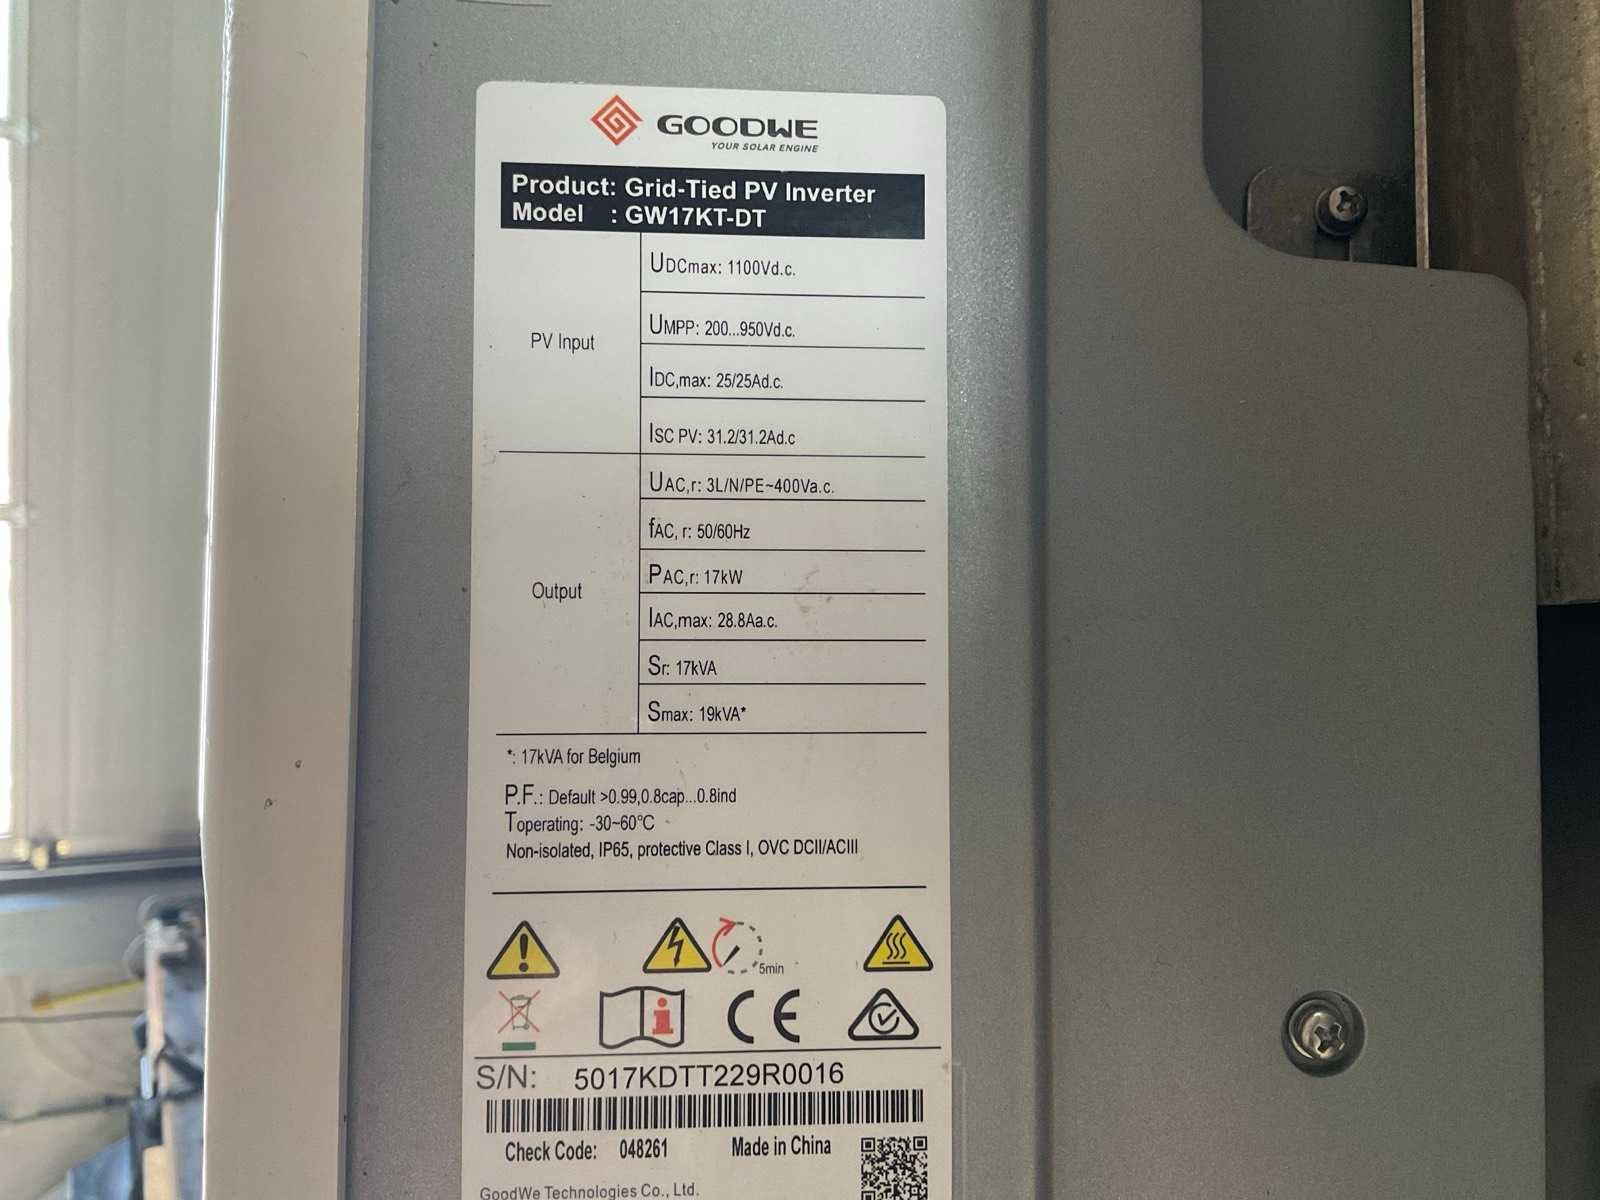 GOODWE
YOUR SOLAR ENGINE
Product: Grid-Tied PV Inverter
Model : GW17KT-DT
PV Input
UDCmax: 1100Vd.c.
UMPP: 200...950Vd.c.
IDC,max: 25/25Ad.c.
ISC PV: 31.2/31.2Ad.c
Output
UAC,r: 3L/N/PE~400Va.c.
fAC, r: 50/60Hz
PAC,r: 17kW
IAC,max: 28.8Aa.c.
Sr: 17kVA
Smax: 19kVA*
*: 17kVA for Belgium
P.F.: Default >0.99,0.8cap...0.8ind
Toperating: -30~60°C
Non-isolated, IP65, protective Class I, OVC DCII/ACIII
5min
CE
S/N: 5017KDTT229R0016
Check Code: 048261 Made in China
GoodWe Technologies Co., Ltd.